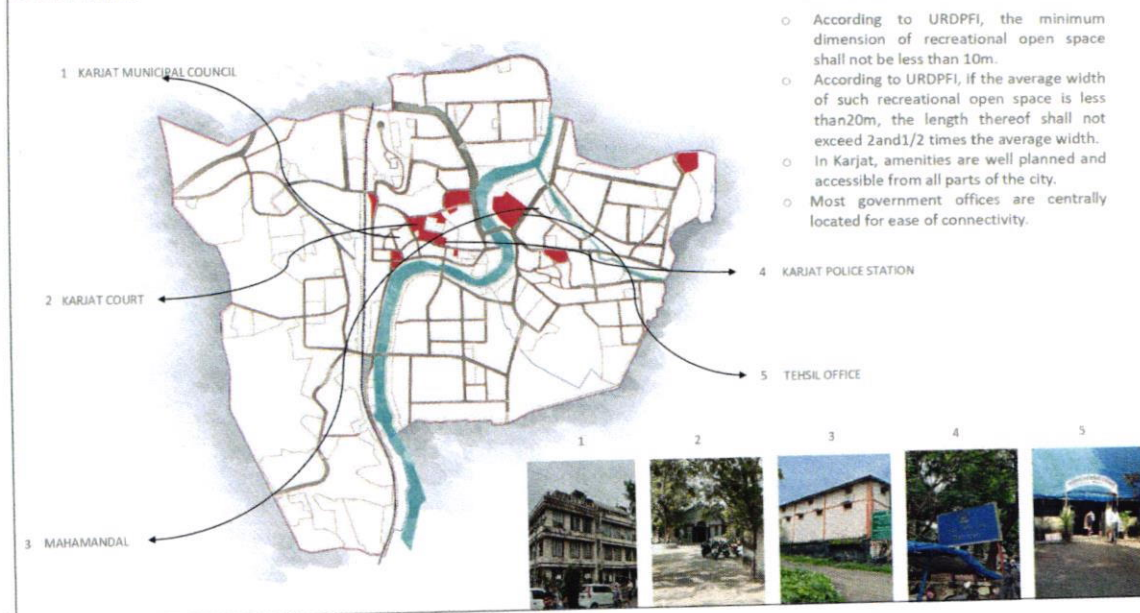 1 KARJAT MUNICIPAL COUNCIL
○ According to URDPFI, the minimum
dimension of recreational open space
shall not be less than 10m.
○ According to URDPFI, if the average width
of such recreational open space is less
than20m, the length thereof shall not
exceed 2and1/2 times the average width.
○ In Karjat, amenities are well planned and
accessible from all parts of the city.
○ Most government offices are centrally
located for ease of connectivity.
2 KARJAT COURT
4 KARJAT POLICE STATION
5 TEHSIL OFFICE
3 MAHAMANDAL
1 2 3 4 5